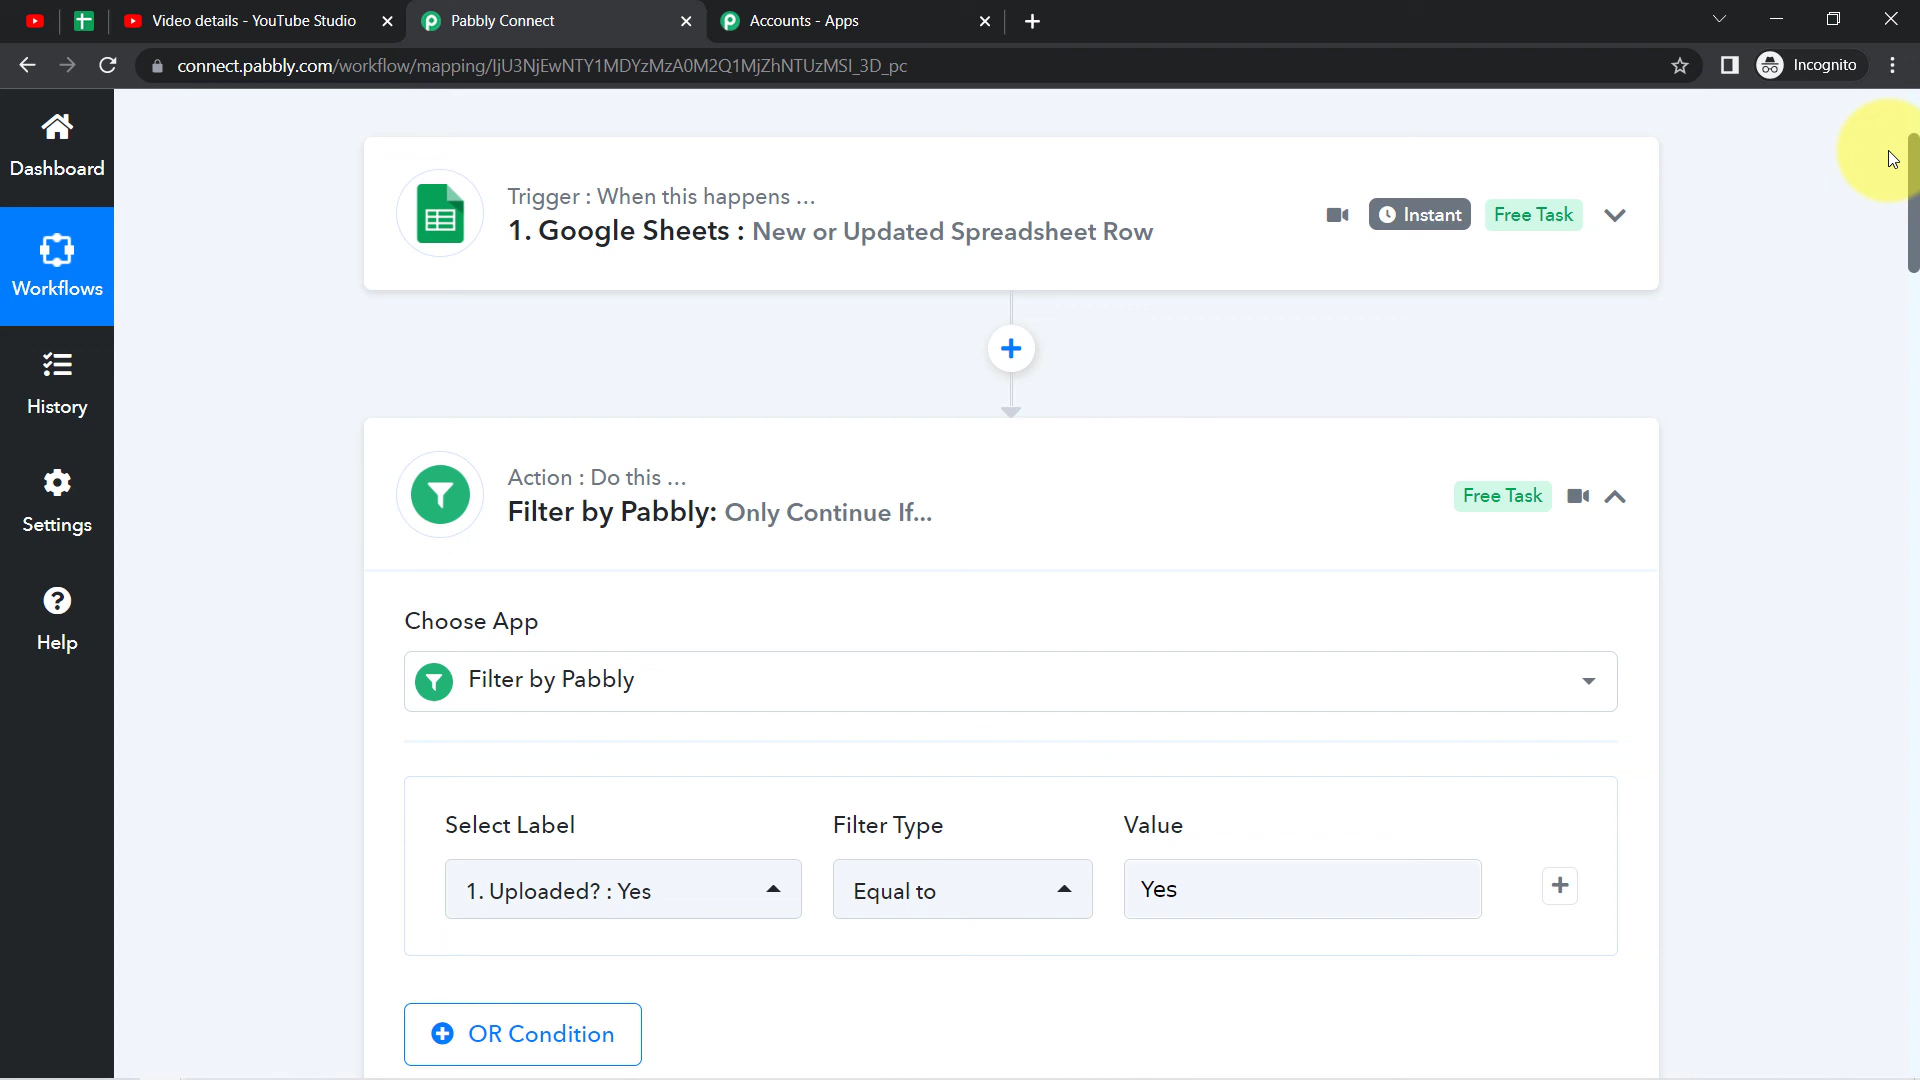 Video details - YouTube Studio
Pabbly Connect
Accounts - Apps
connect.pabbly.com/workflow/mapping/IjU3NjEwNTY1MDYzMzA0M2Q1MjZhNTUzMSI_3D_pc
Incognito
Dashboard
Workflows
History
Settings
Help
Trigger : When this happens ...
1. Google Sheets : New or Updated Spreadsheet Row
Instant
Free Task
Action : Do this ...
Filter by Pabbly: Only Continue If...
Free Task
Choose App
Filter by Pabbly
Select Label
Filter Type
Value
1. Uploaded? : Yes
Equal to
Yes
OR Condition